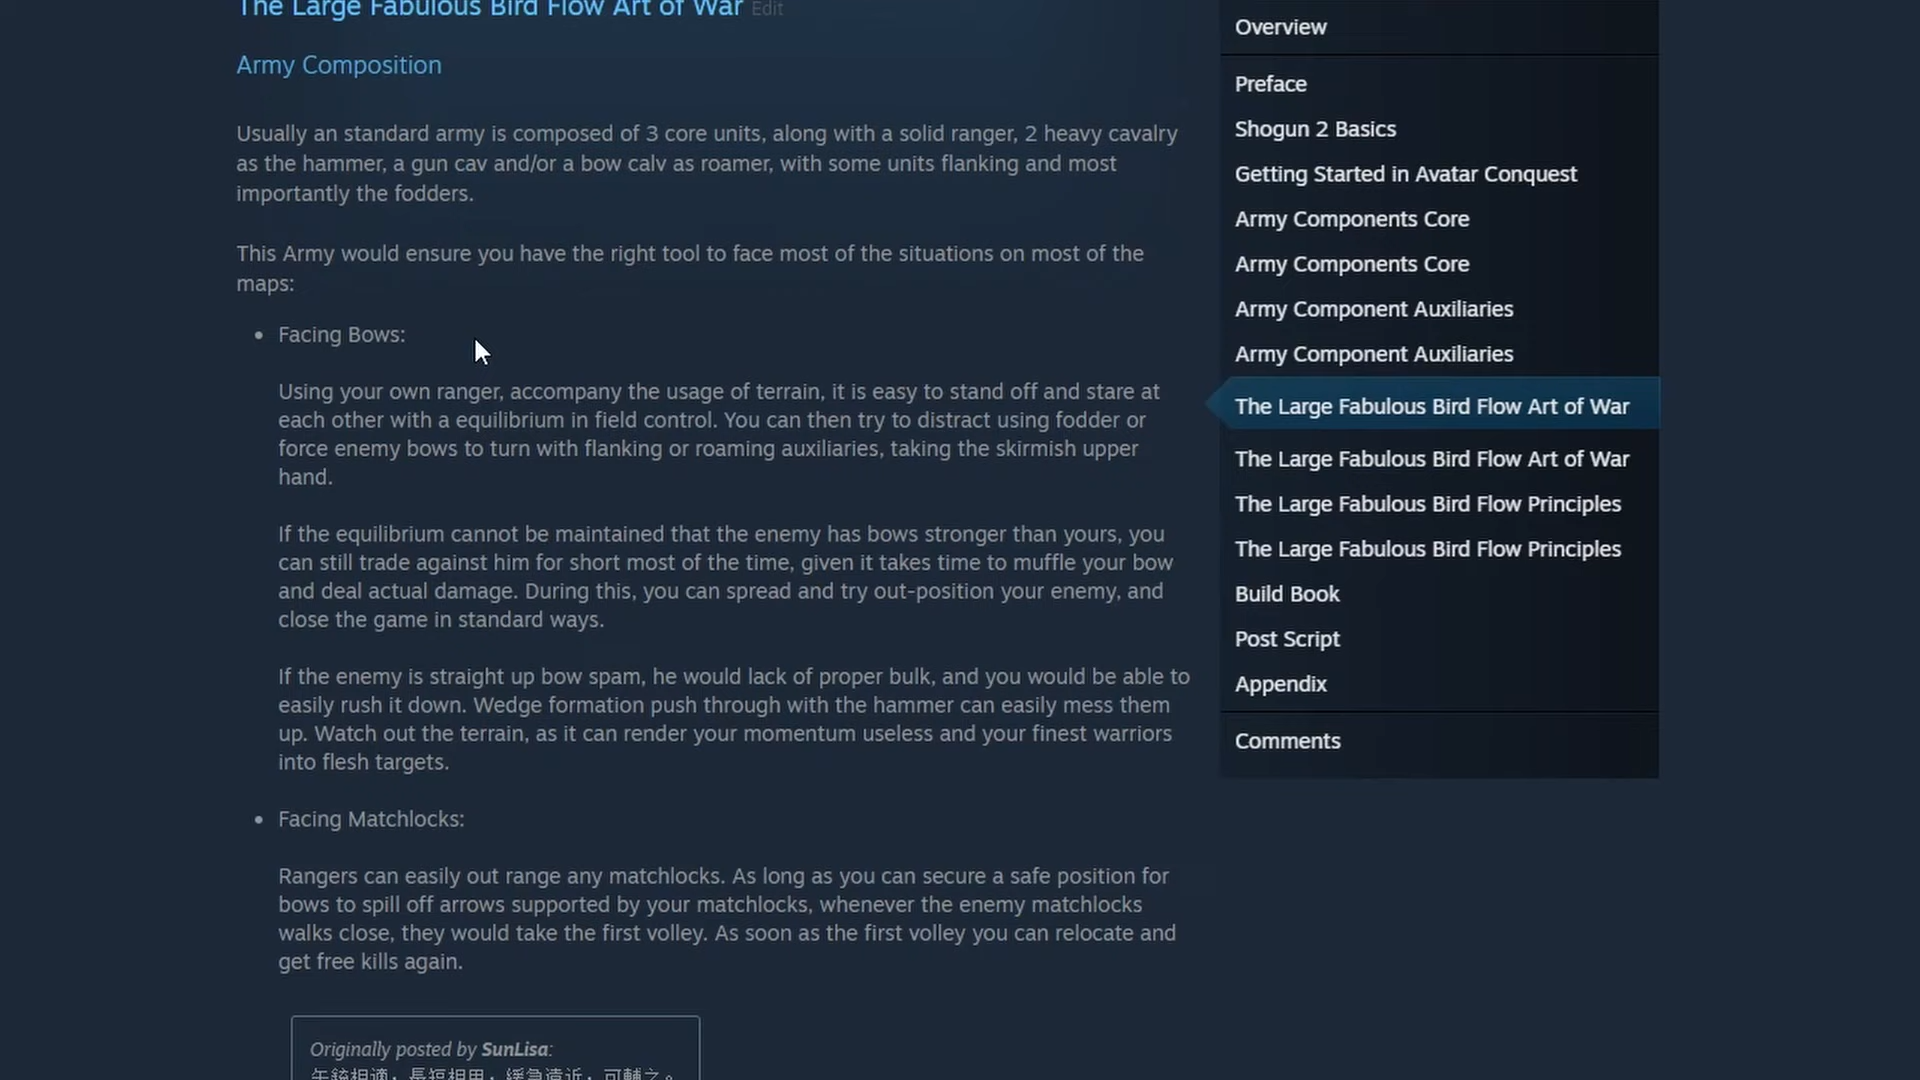 The Large Fabulous Bird Flow Art of War Edit
Army Composition
Usually an standard army is composed of 3 core units, along with a solid ranger, 2 heavy cavalry
as the hammer, a gun cav and/or a bow calv as roamer, with some units flanking and most
importantly the fodders.
This Army would ensure you have the right tool to face most of the situations on most of the
maps:
• Facing Bows:
Using your own ranger, accompany the usage of terrain, it is easy to stand off and stare at
each other with a equilibrium in field control. You can then try to distract using fodder or
force enemy bows to turn with flanking or roaming auxiliaries, taking the skirmish upper
hand.
If the equilibrium cannot be maintained that the enemy has bows stronger than yours, you
can still trade against him for short most of the time, given it takes time to muffle your bow
and deal actual damage. During this, you can spread and try out-position your enemy, and
close the game in standard ways.
If the enemy is straight up bow spam, he would lack of proper bulk, and you would be able to
easily rush it down. Wedge formation push through with the hammer can easily mess them
up. Watch out the terrain, as it can render your momentum useless and your finest warriors
into flesh targets.
• Facing Matchlocks:
Rangers can easily out range any matchlocks. As long as you can secure a safe position for
bows to spill off arrows supported by your matchlocks, whenever the enemy matchlocks
walks close, they would take the first volley. As soon as the first volley you can relocate and
get free kills again.
Originally posted by SunLisa:
Overview
Preface
Shogun 2 Basics
Getting Started in Avatar Conquest
Army Components Core
Army Components Core
Army Component Auxiliaries
Army Component Auxiliaries
The Large Fabulous Bird Flow Art of War
The Large Fabulous Bird Flow Art of War
The Large Fabulous Bird Flow Principles
The Large Fabulous Bird Flow Principles
Build Book
Post Script
Appendix
Comments